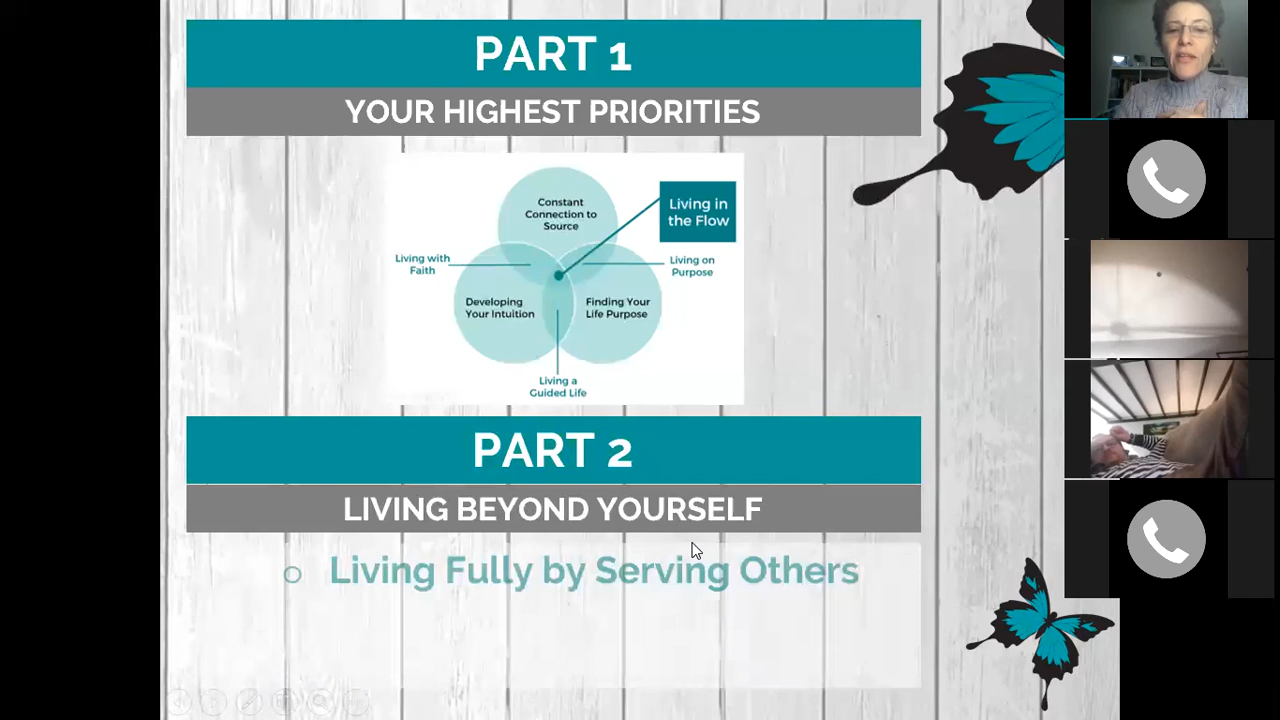 PART 1
YOUR HIGHEST PRIORITIES
Constant
Connection to
Source
Living in
the Flow
Living with
Faith
Living on
Purpose
Developing
Your Intuition
Finding Your
Life Purpose
Living a
Guided Life
PART 2
LIVING BEYOND YOURSELF
Living Fully by Serving Others